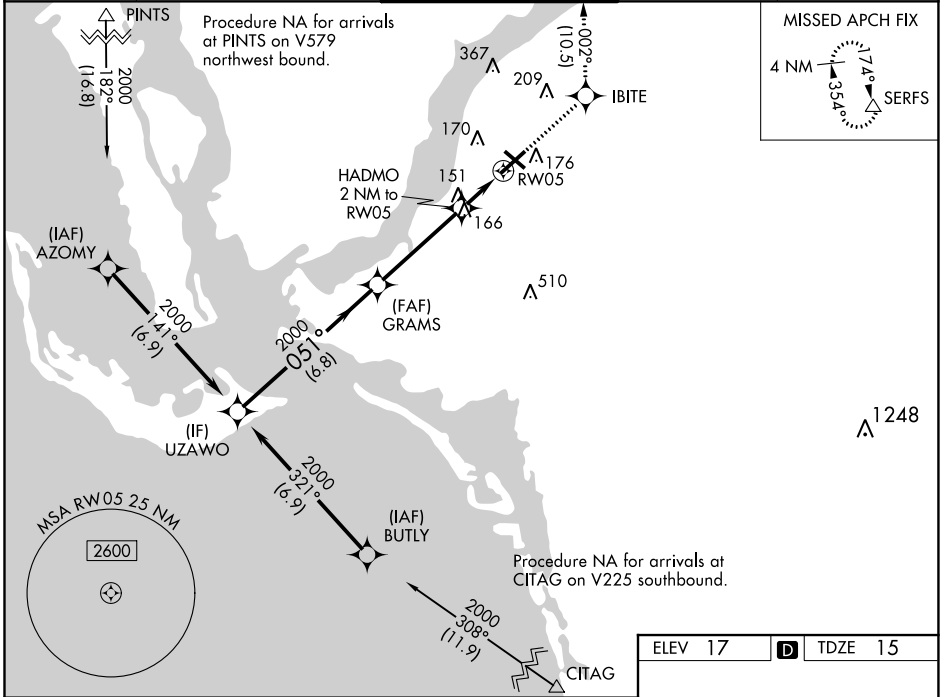 PINTS
2000
182°
(16.8)
Procedure NA for arrivals
at PINTS on V579
northwest bound.
367
209
002°
(10.5)
IBITE
MISSED APCH FIX
4 NM
174°
354°
SERFS
170
176
RW05
HADMO
2 NM to
RW05
151
166
(IAF)
AZOMY
2000
141°
(6.9)
510
(FAF)
GRAMS
2000
051°
(6.8)
(IF)
UZAWO
1248
2000
321°
(6.9)
(IAF)
BUTLY
MSA RW05 25 NM
2600
Procedure NA for arrivals at
CITAG on V225 southbound.
2000
308°
(11.9)
CITAG
ELEV 17 D TDZE 15